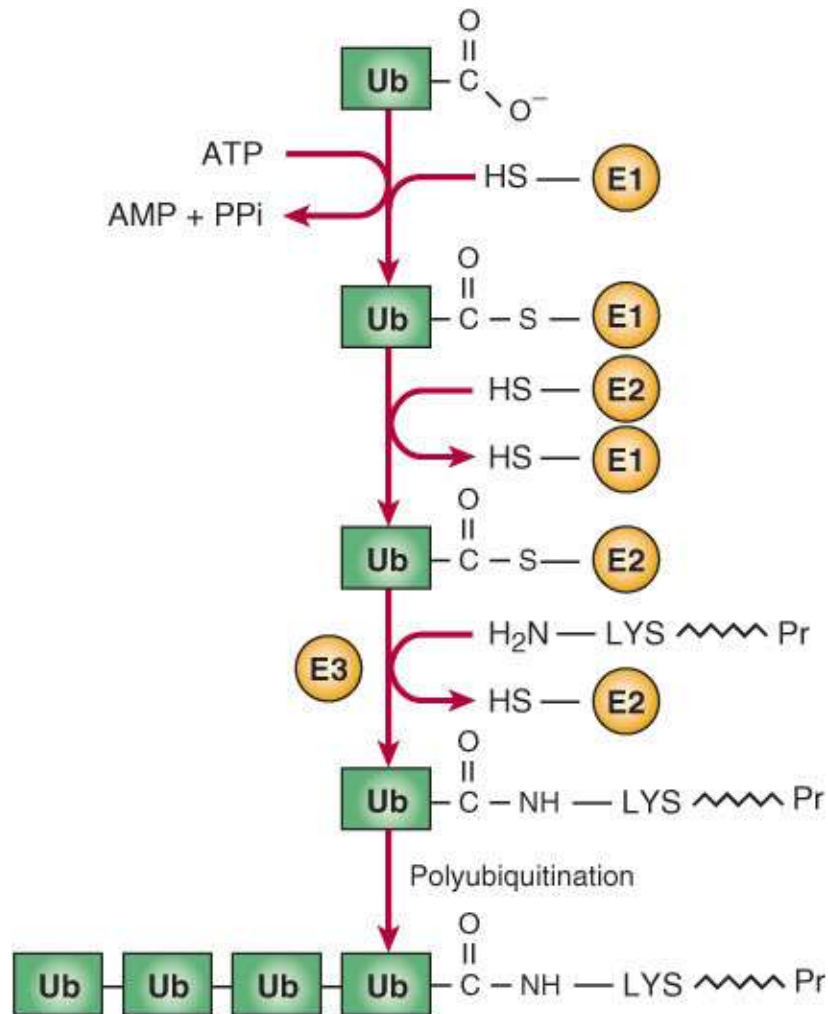 O
Ub – C
O⁻
ATP
HS — E1
AMP + PPi
O
Ub – C – S – E1
HS — E2
HS — E1
O
Ub – C – S – E2
H₂N — LYS Pr
E3
HS — E2
O
Ub – C – NH — LYS Pr
Polyubiquitination
O
Ub Ub Ub Ub – C – NH — LYS Pr